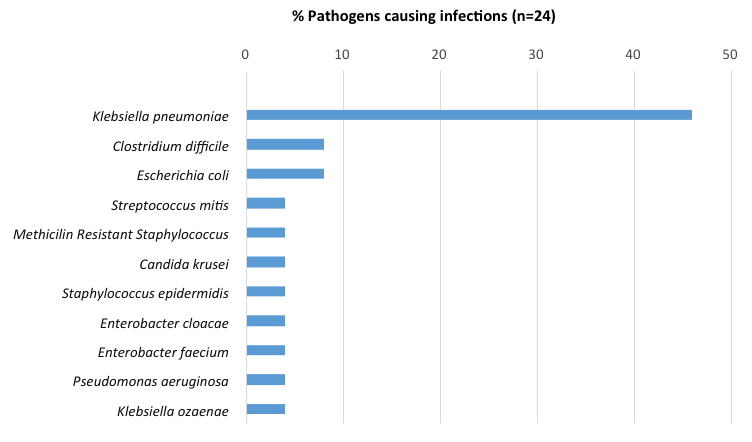 % Pathogens causing infections (n=24)
0 10 20 30 40 50
Klebsiella pneumoniae
Clostridium difficile
Escherichia coli
Streptococcus mitis
Methicilin Resistant Staphylococcus
Candida krusei
Staphylococcus epidermidis
Enterobacter cloacae
Enterobacter faecium
Pseudomonas aeruginosa
Klebsiella ozaenae